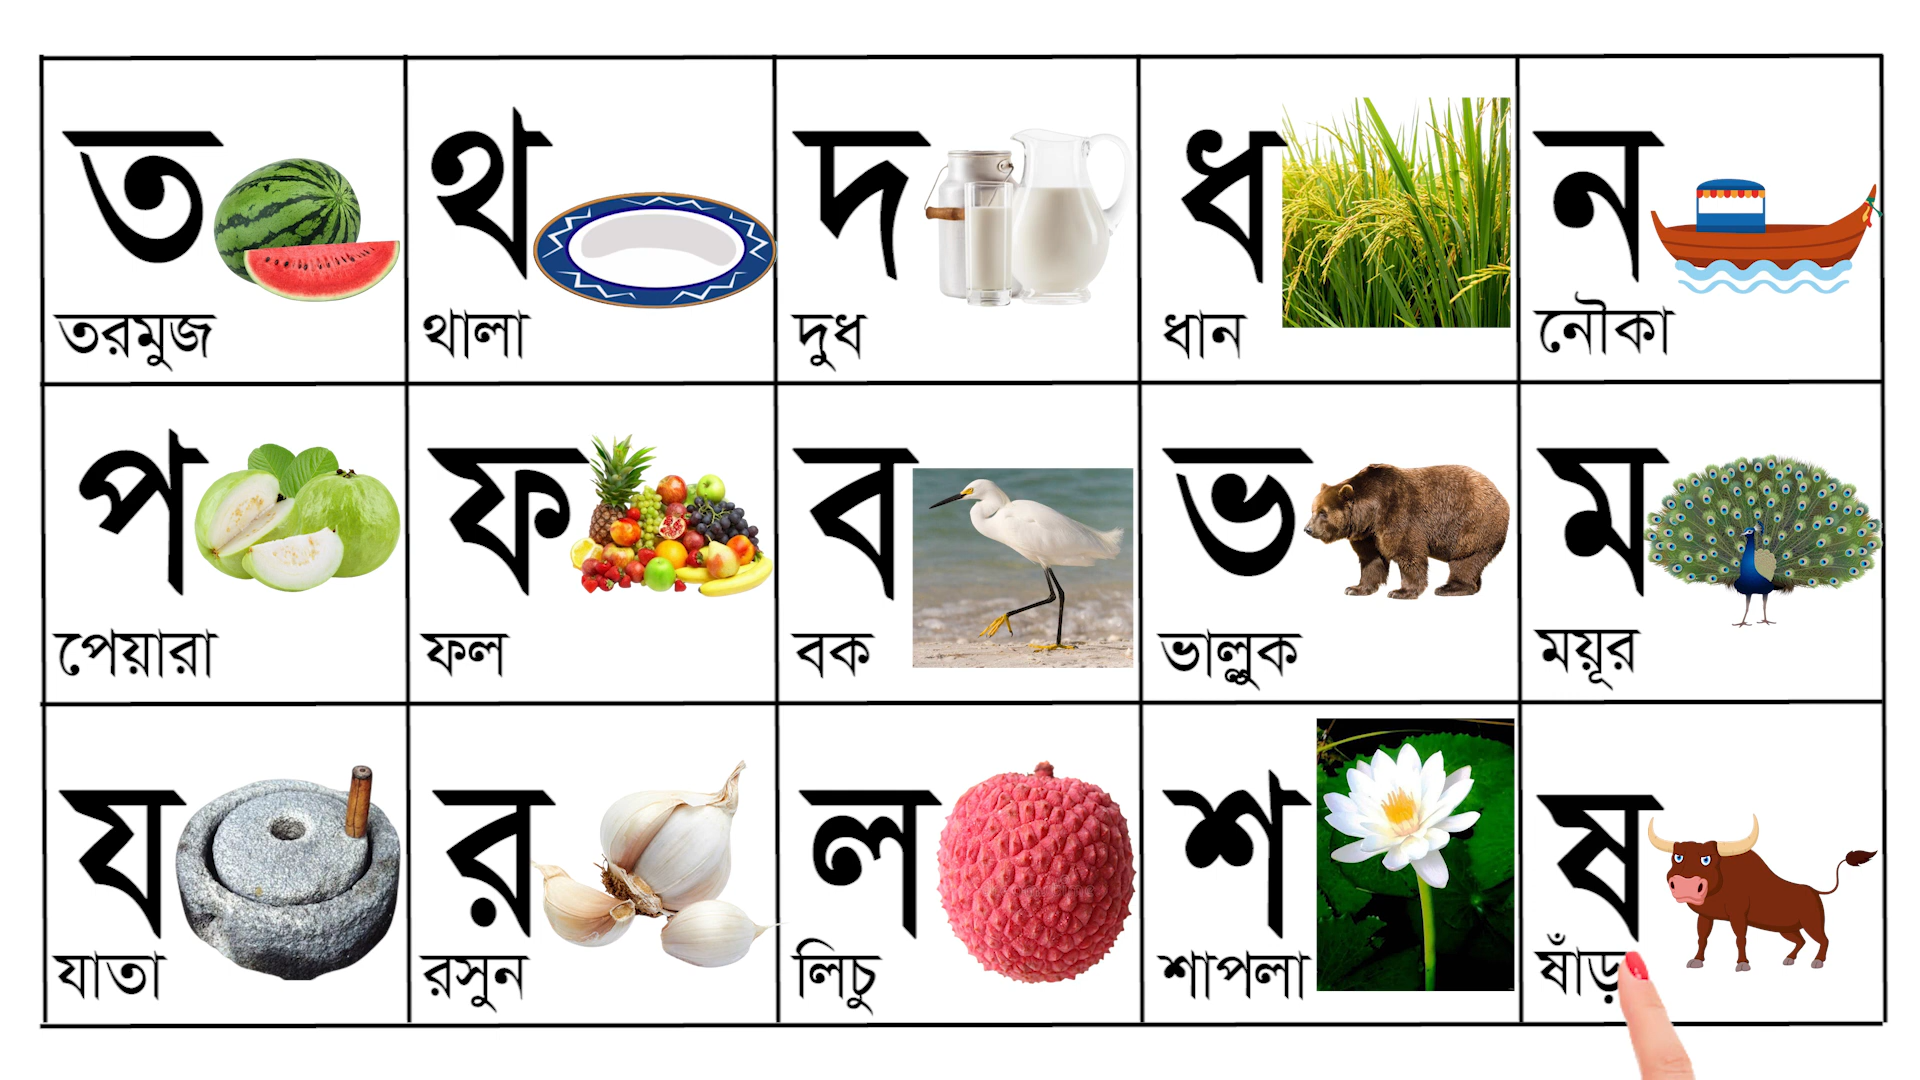 ত
তরমুজ
থ
থালা
দ
দুধ
ধ
ধান
ন
নৌকা
প
পেয়ারা
ফ
ফল
ব
বক
ভ
ভাল্লুক
ম
ময়ূর
য
যাতা
র
রসুন
ল
লিচু
শ
শাপলা
ষ
ষাঁড়